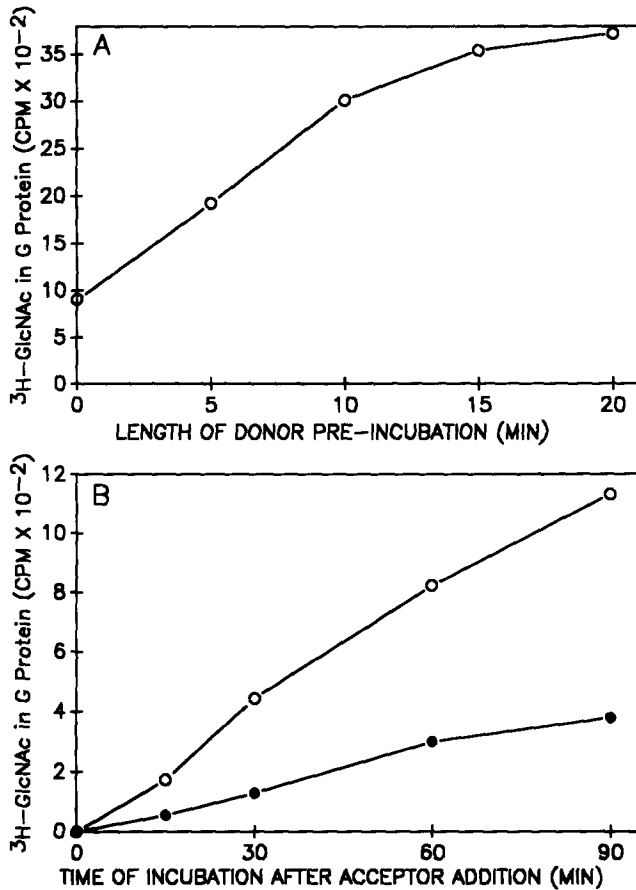 A
³H-GlcNAc in G Protein (CPM X 10⁻²)
35
30
25
20
15
10
5
0
0 5 10 15 20
LENGTH OF DONOR PRE-INCUBATION (MIN)
B
³H-GlcNAc in G Protein (CPM X 10⁻²)
12
10
8
6
4
2
0
0 30 60 90
TIME OF INCUBATION AFTER ACCEPTOR ADDITION (MIN)